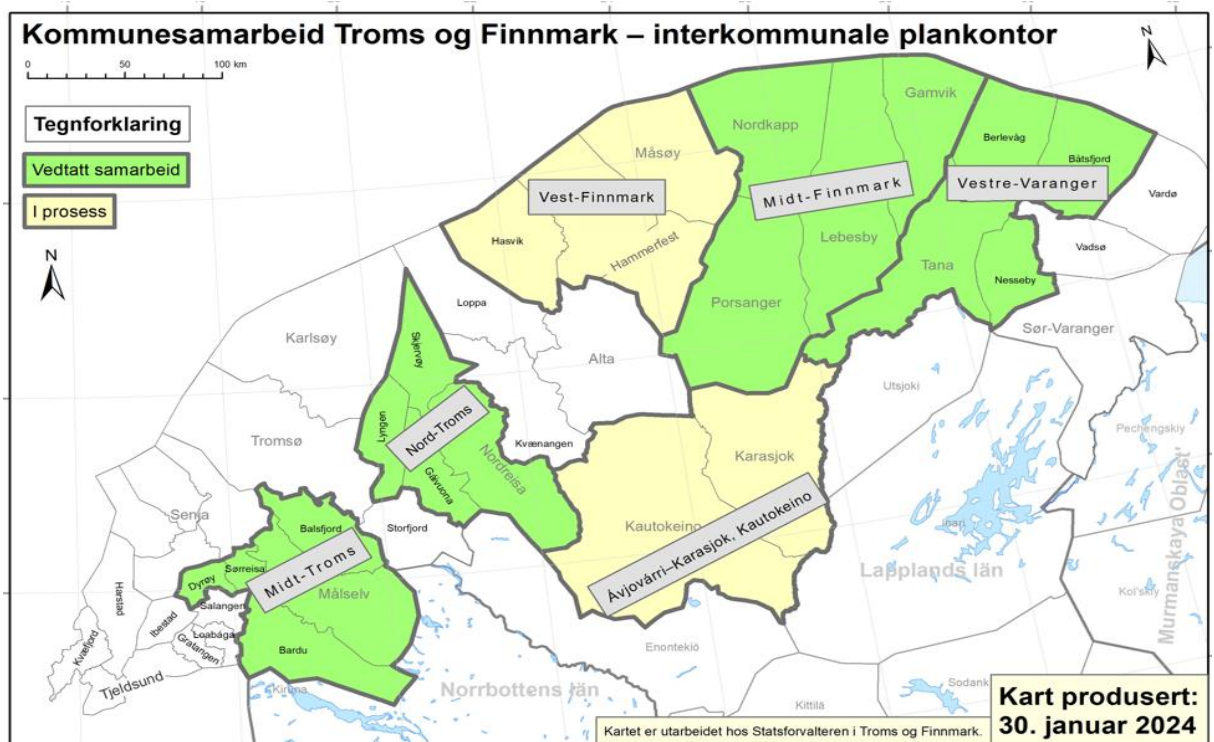 Kommunesamarbeid Troms og Finnmark – interkommunale plankontor
0 50 100 km
N
Tegnforklaring
Vedtatt samarbeid
I prosess
N
Gamvik
Nordkapp
Berlevåg
Måsøy
Båtsfjord
Vest-Finnmark
Midt-Finnmark
Vestre-Varanger
Vardø
Hasvik
Hammerfest
Lebesby
Vadsø
Tana
Nesseby
Loppa
Porsanger
Sør-Varanger
Karlsøy
Skjervøy
Alta
Utsjoki
Lyngen
Nord-Troms
Tromsø
Kvænangen
Pechengskiy
Gáivuona
Nordreisa
Karasjok
Senja
Balsfjord
Storfjord
Kautokeino
Ávjovárri–Karasjok, Kautokeino
Inari
Midt-Troms
Dyrøy
Sørreisa
Målselv
Lapplands län
Murmanskaya Oblast'
Kol'skiy
Harstad
Salangen
Ibestad
Loabága
Gratangen
Kvæfjord
Bardu
Tjeldsund
Enontekiö
Kiruna
Norrbottens län
Sodank
Kittilä
Kartet er utarbeidet hos Statsforvalteren i Troms og Finnmark.
Kart produsert:
30. januar 2024